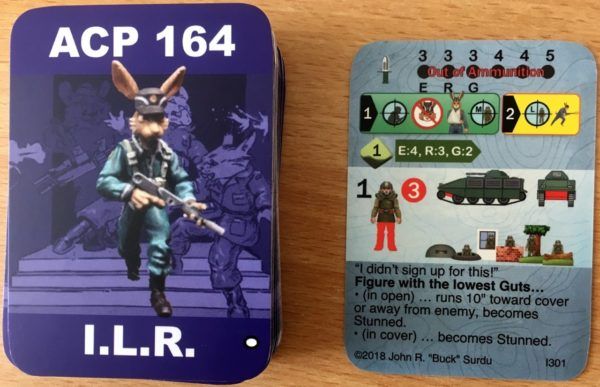 ACP 164
I.L.R.
3 3 3 4 4 5
Out of Ammunition
E R G
1 M 2
1 E:4, R:3, G:2
1 3
"I didn't sign up for this!"
Figure with the lowest Guts...
• (in open) ... runs 10" toward cover
or away from enemy, becomes
Stunned.
• (in cover) ... becomes Stunned.
©2018 John R. "Buck" Surdu I301